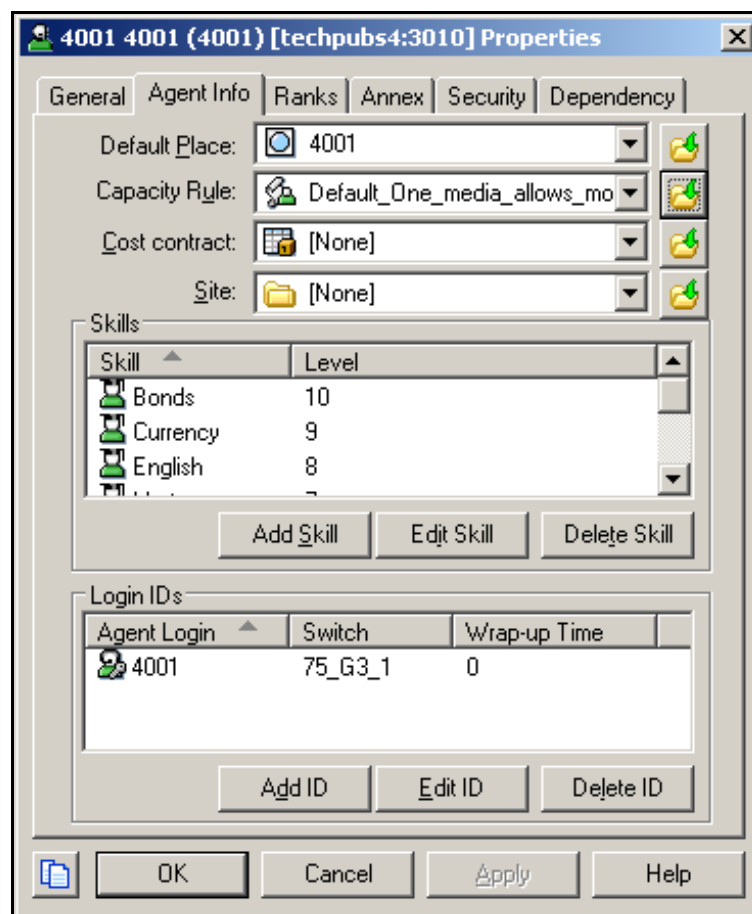 4001 4001 (4001) [techpubs4:3010] Properties
General Agent Info Ranks Annex Security Dependency
Default Place: 4001
Capacity Rule: Default_One_media_allows_mo
Cost contract: [None]
Site: [None]
Skills
Skill Level
Bonds 10
Currency 9
English 8
Add Skill Edit Skill Delete Skill
Login IDs
Agent Login Switch Wrap-up Time
4001 75_G3_1 0
Add ID Edit ID Delete ID
OK Cancel Apply Help